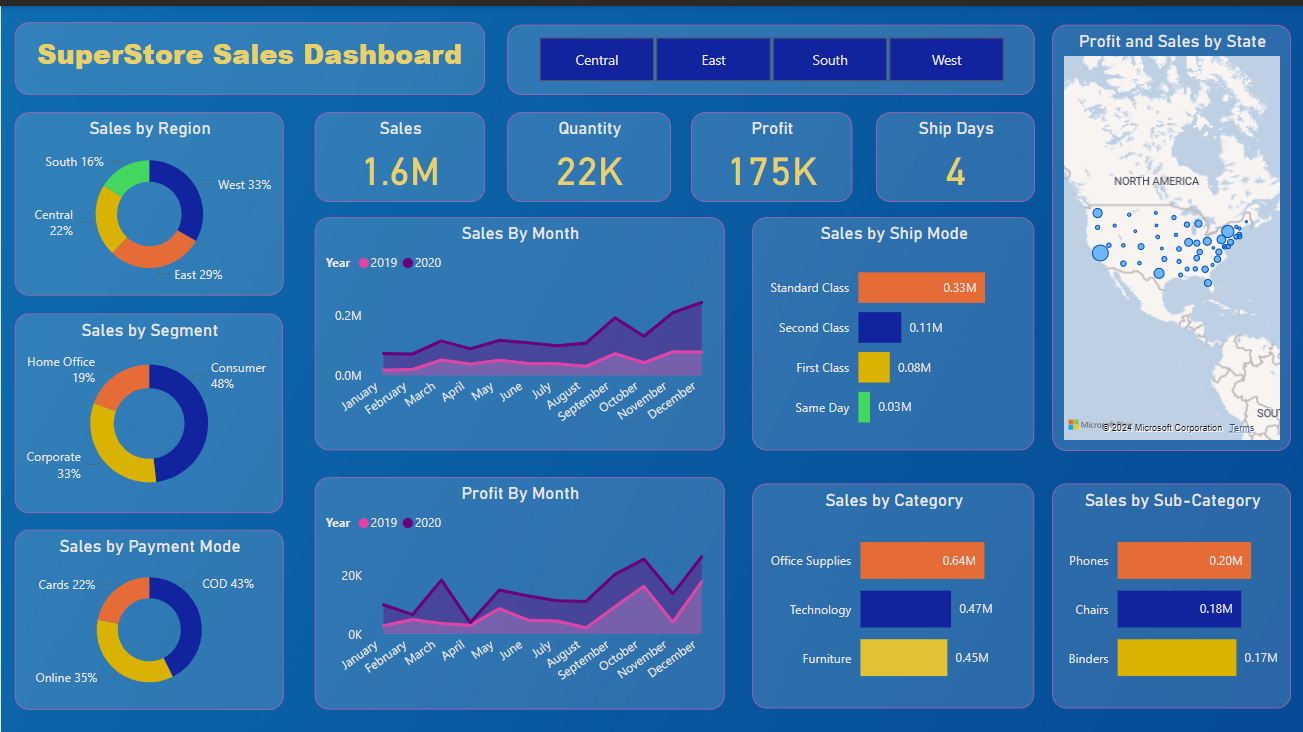 SuperStore Sales Dashboard
Central
East
South
West
Profit and Sales by State
NORTH AMERICA
© 2024 Microsoft Corporation Terms
Sales by Region
South 16%
West 33%
Central
22%
East 29%
Sales
1.6M
Quantity
22K
Profit
175K
Ship Days
4
Sales By Month
Year 2019 2020
0.2M
0.0M
January
February
March
April
May
June
July
August
September
October
November
December
Sales by Ship Mode
Standard Class 0.33M
Second Class 0.11M
First Class 0.08M
Same Day 0.03M
Sales by Segment
Home Office
19%
Consumer
48%
Corporate
33%
Profit By Month
Year 2019 2020
20K
0K
January
February
March
April
May
June
July
August
September
October
November
December
Sales by Category
Office Supplies 0.64M
Technology 0.47M
Furniture 0.45M
Sales by Sub-Category
Phones 0.20M
Chairs 0.18M
Binders 0.17M
Sales by Payment Mode
Cards 22%
COD 43%
Online 35%